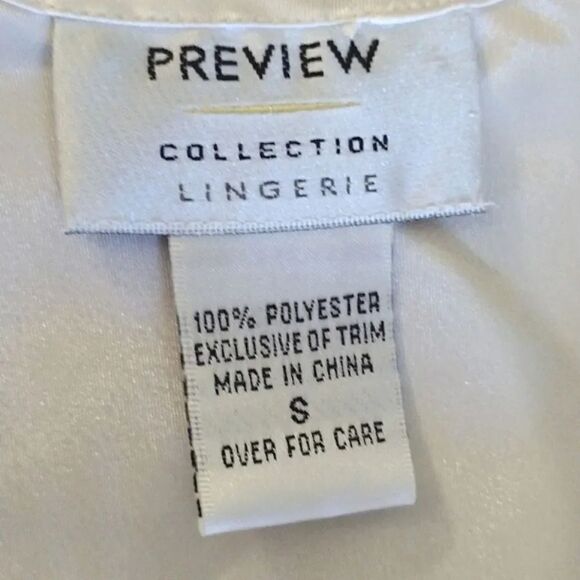 PREVIEW
COLLECTION
LINGERIE
100% POLYESTER
EXCLUSIVE OF TRIM
MADE IN CHINA
S
OVER FOR CARE